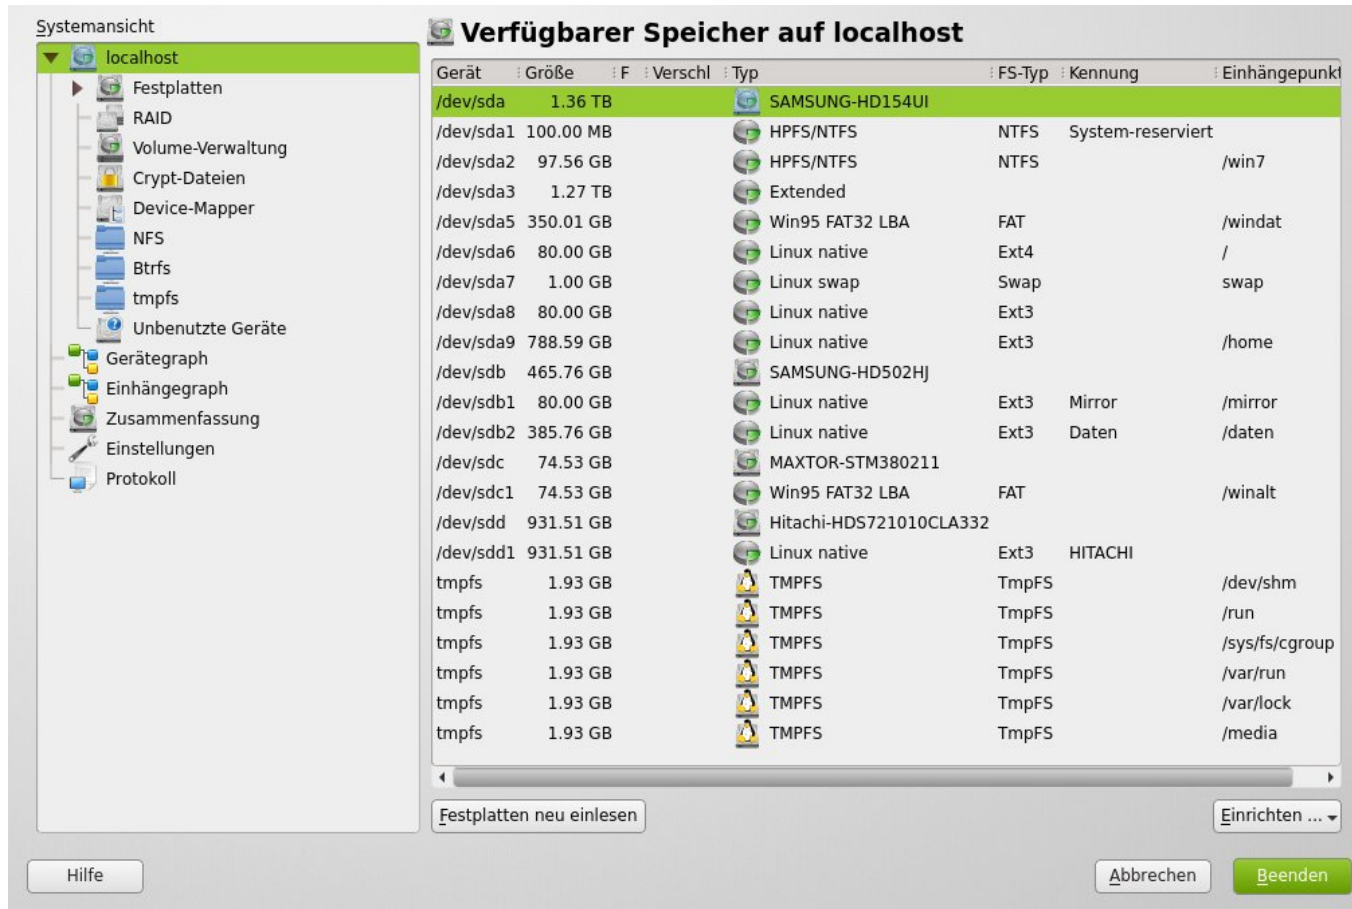 Systemansicht
localhost
Festplatten
RAID
Volume-Verwaltung
Crypt-Dateien
Device-Mapper
NFS
Btrfs
tmpfs
Unbenutzte Geräte
Gerätegraph
Einhängegraph
Zusammenfassung
Einstellungen
Protokoll
Verfügbarer Speicher auf localhost
Gerät Größe F Verschl Typ FS-Typ Kennung Einhängepunkt
/dev/sda 1.36 TB SAMSUNG-HD154UI
/dev/sda1 100.00 MB HPFS/NTFS NTFS System-reserviert
/dev/sda2 97.56 GB HPFS/NTFS NTFS /win7
/dev/sda3 1.27 TB Extended
/dev/sda5 350.01 GB Win95 FAT32 LBA FAT /windat
/dev/sda6 80.00 GB Linux native Ext4 /
/dev/sda7 1.00 GB Linux swap Swap swap
/dev/sda8 80.00 GB Linux native Ext3
/dev/sda9 788.59 GB Linux native Ext3 /home
/dev/sdb 465.76 GB SAMSUNG-HD502HJ
/dev/sdb1 80.00 GB Linux native Ext3 Mirror /mirror
/dev/sdb2 385.76 GB Linux native Ext3 Daten /daten
/dev/sdc 74.53 GB MAXTOR-STM380211
/dev/sdc1 74.53 GB Win95 FAT32 LBA FAT /winalt
/dev/sdd 931.51 GB Hitachi-HDS721010CLA332
/dev/sdd1 931.51 GB Linux native Ext3 HITACHI
tmpfs 1.93 GB TMPFS TmpFS /dev/shm
tmpfs 1.93 GB TMPFS TmpFS /run
tmpfs 1.93 GB TMPFS TmpFS /sys/fs/cgroup
tmpfs 1.93 GB TMPFS TmpFS /var/run
tmpfs 1.93 GB TMPFS TmpFS /var/lock
tmpfs 1.93 GB TMPFS TmpFS /media
Festplatten neu einlesen Einrichten ...
Hilfe Abbrechen Beenden